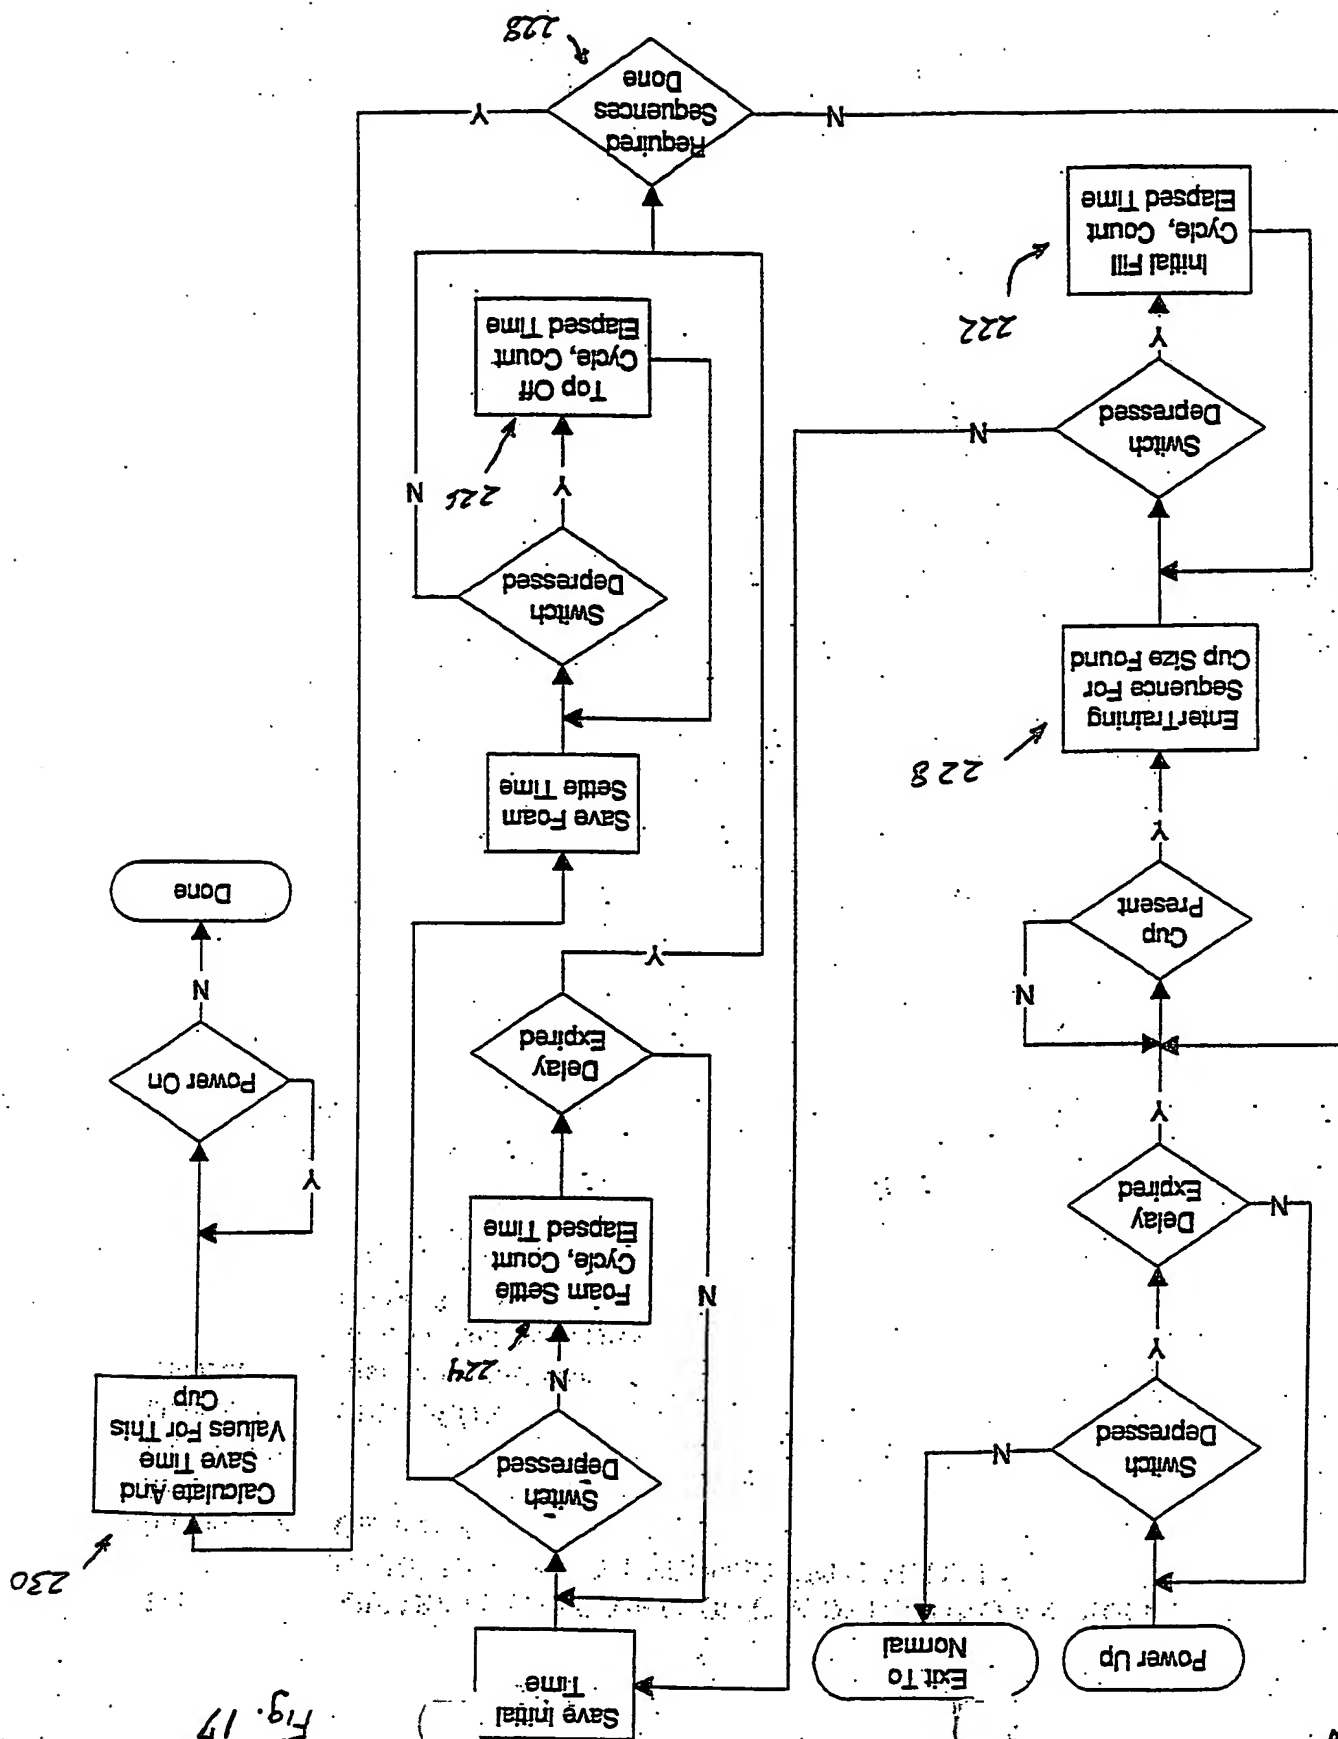 Fig. 17
Power Up
Switch
Depressed
N
Exit To
Normal
Y
Delay
Expired
N
Y
Cup
Present
N
Y
EnterTraining
Sequence For
Cup Size Found
228
Switch
Depressed
N
Y
Initial Fill
Cycle, Count
Elapsed Time
222
Save Initial
Time
Switch
Depressed
N
224
Foam Settle
Cycle, Count
Elapsed Time
Delay
Expired
N
Y
Save Foam
Settle Time
Switch
Depressed
N
Y
226
Top Off
Cycle, Count
Elapsed Time
Required
Sequences
Done
228
N
Y
230
Calculate And
Save Time
Values For This
Cup
Power On
Y
N
Done